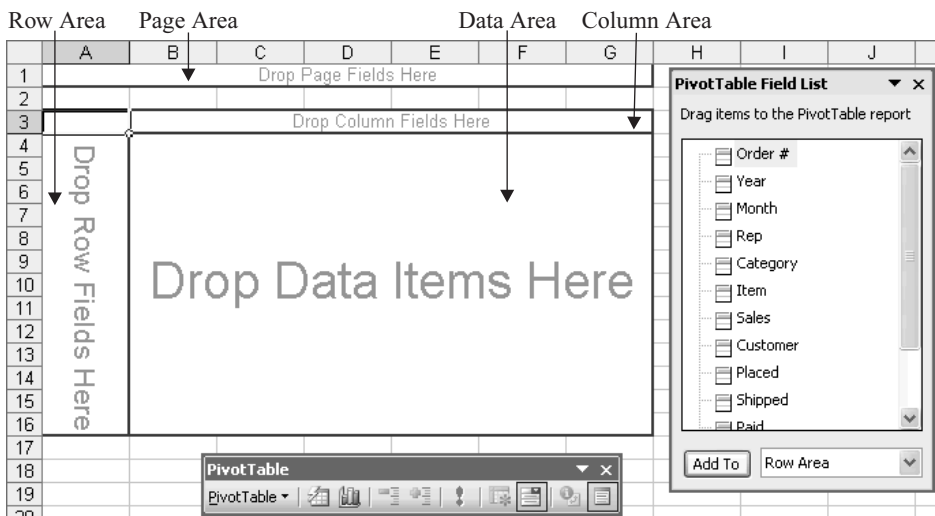 Row Area Page Area Data Area Column Area
A B C D E F G H I J
1 Drop Page Fields Here
2
3 Drop Column Fields Here
4
5
6
7
8
9
10
11
12
13
14
15
16
17
18
19
20
Drop Row Fields Here
Drop Data Items Here
PivotTable Field List
Drag items to the PivotTable report
Order #
Year
Month
Rep
Category
Item
Sales
Customer
Placed
Shipped
Paid
Add To Row Area
PivotTable
PivotTable